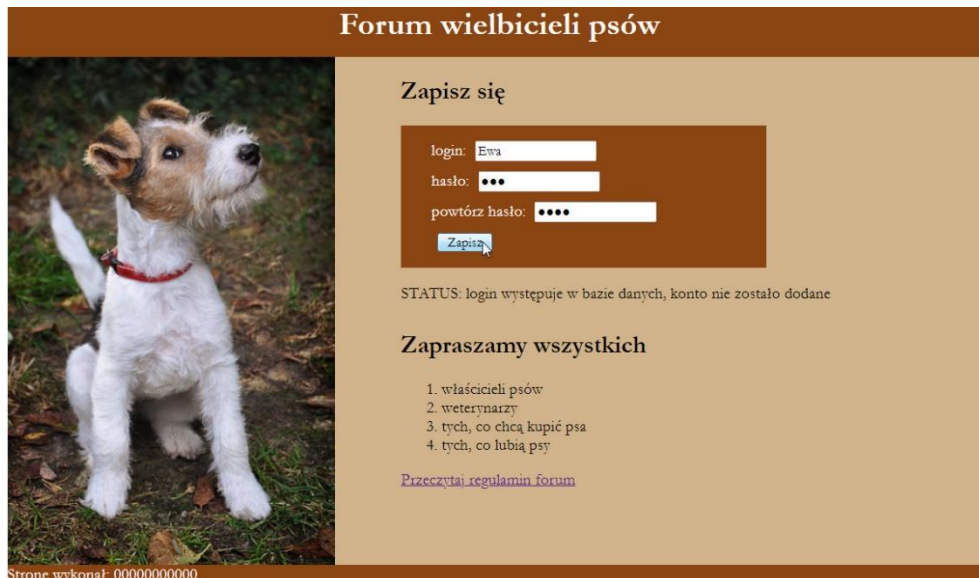 Forum wielbicieli psów
Zapisz się
login: Ewa
hasło: •••
powtórz hasło: ••••
Zapisz
STATUS: login występuje w bazie danych, konto nie zostało dodane
Zapraszamy wszystkich
1. właścicieli psów
2. weterynarzy
3. tych, co chcą kupić psa
4. tych, co lubią psy
Przeczytaj regulamin forum
Stronę wykonał: 00000000000